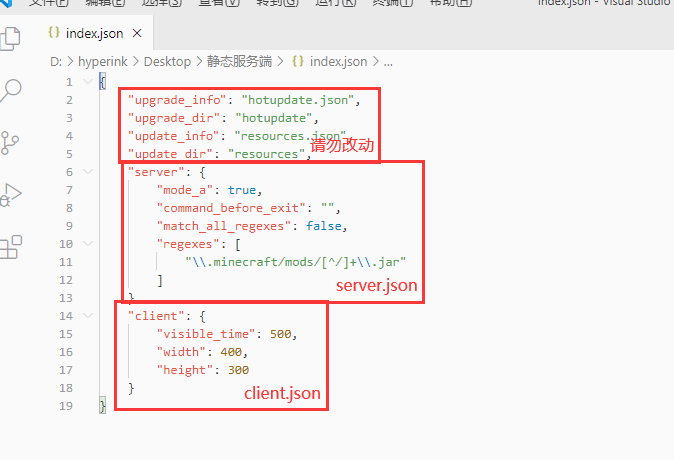 文件(F) 编辑(E) 选择(S) 查看(V) 转到(G) 运行(R) 终端(T) 帮助(H) index.json - Visual Studio
{} index.json ×
D: > hyperink > Desktop > 静态服务端 > {} index.json > ...
1 {
2 "upgrade_info": "hotupdate.json",
3 "upgrade_dir": "hotupdate",
4 "update_info": "resources.json"
请勿改动
5 "update_dir": "resources",
6 "server": {
7 "mode_a": true,
8 "command_before_exit": "",
9 "match_all_regexes": false,
10 "regexes": [
11 "\\.minecraft/mods/[^/]+\\.jar"
12 ]
server.json
13 }
14 "client": {
15 "visible_time": 500,
16 "width": 400,
17 "height": 300
client.json
18 }
19 }